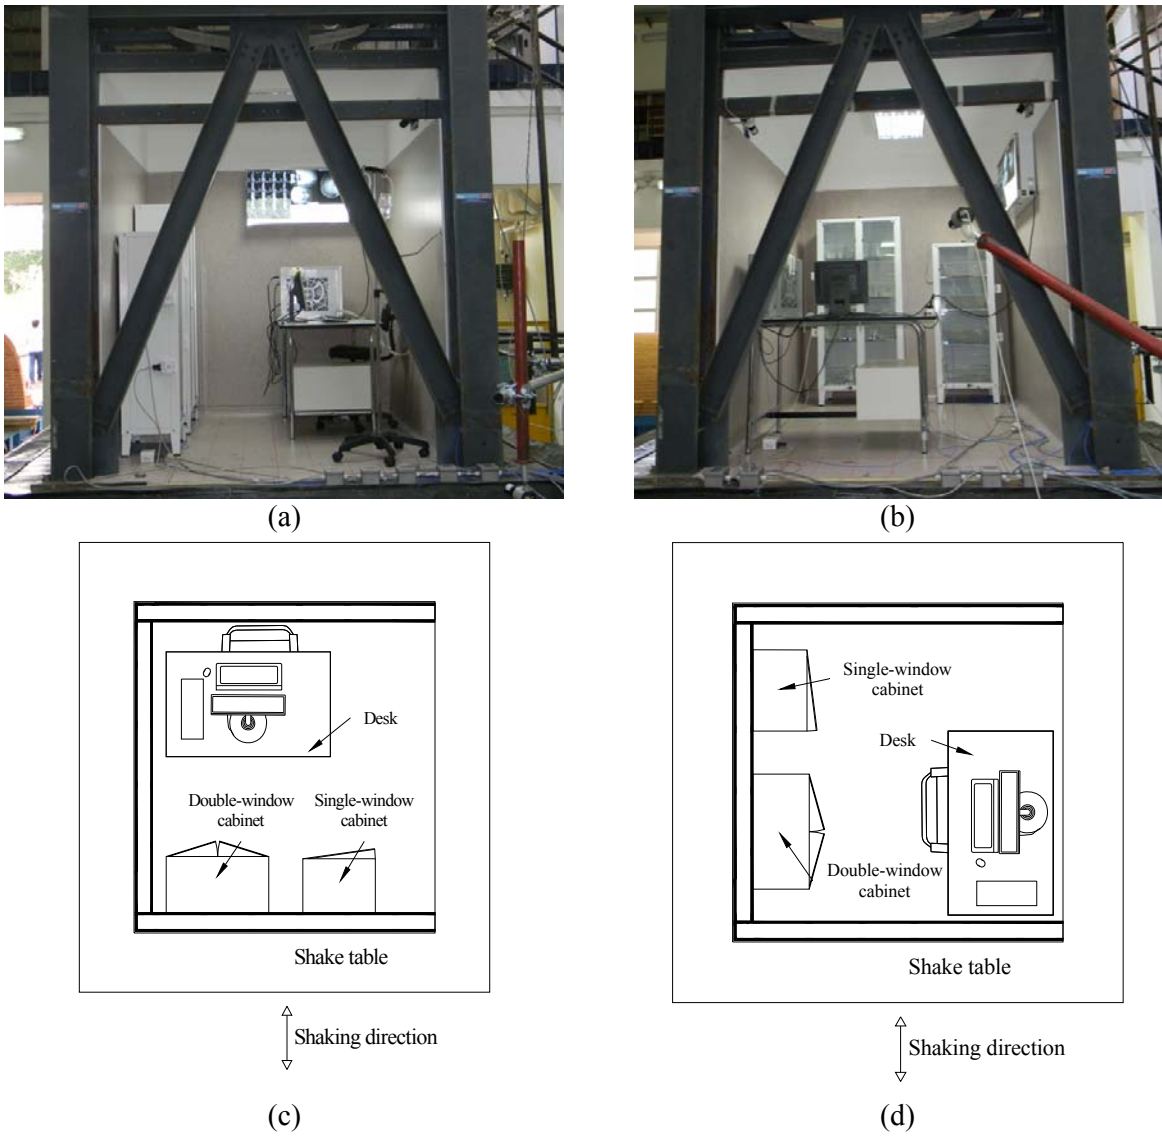 (a)
(b)
Desk
Double-window
cabinet
Single-window
cabinet
Shake table
Shaking direction
(c)
Single-window
cabinet
Desk
Double-window
cabinet
Shake table
Shaking direction
(d)